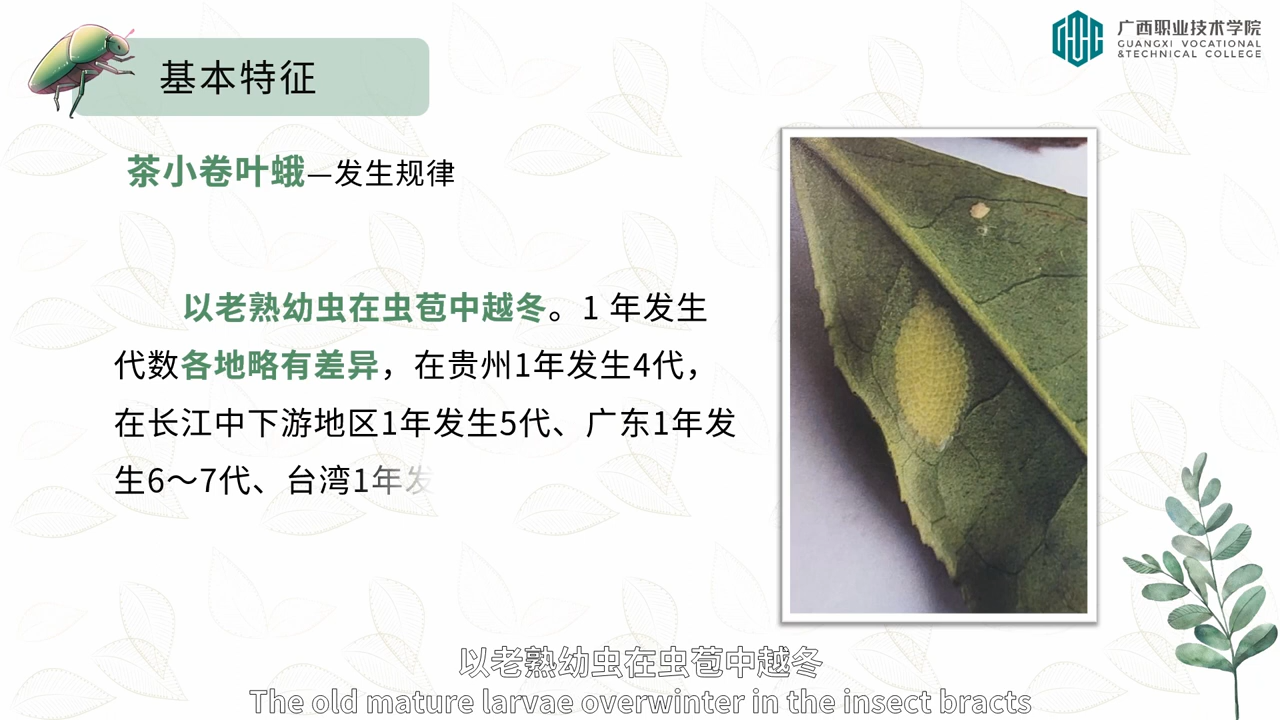 基本特征
广西职业技术学院
GUANGXI VOCATIONAL
&TECHNICAL COLLEGE
茶小卷叶蛾—发生规律
以老熟幼虫在虫苞中越冬。1 年发生
代数各地略有差异，在贵州1年发生4代，
在长江中下游地区1年发生5代、广东1年发
生6～7代、台湾1年发
以老熟幼虫在虫苞中越冬
The old mature larvae overwinter in the insect bracts